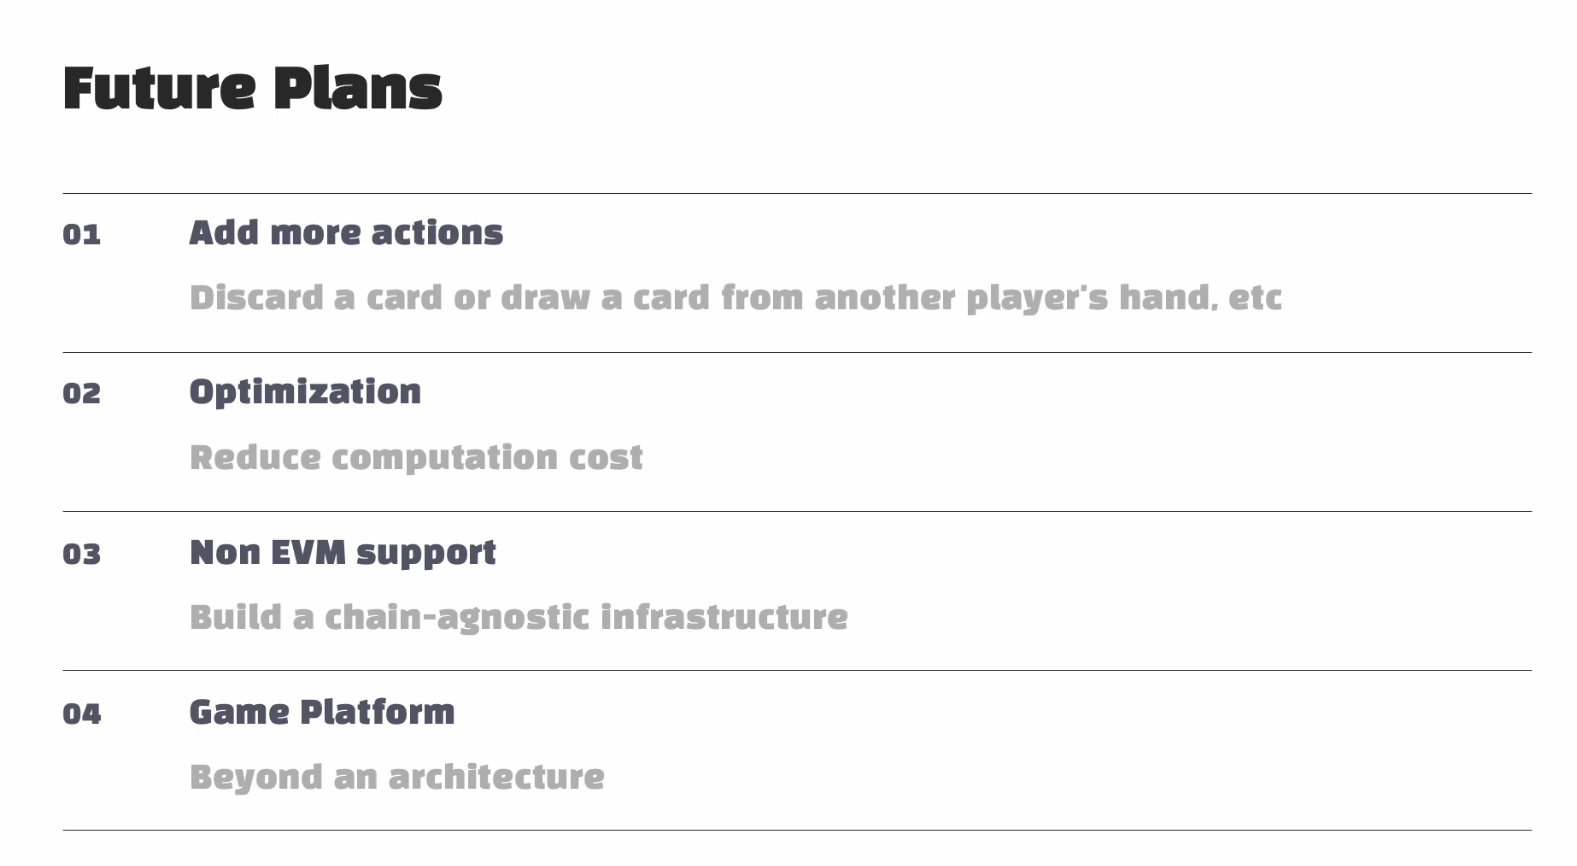 Future Plans
01 Add more actions
Discard a card or draw a card from another player's hand, etc
02 Optimization
Reduce computation cost
03 Non EVM support
Build a chain-agnostic infrastructure
04 Game Platform
Beyond an architecture